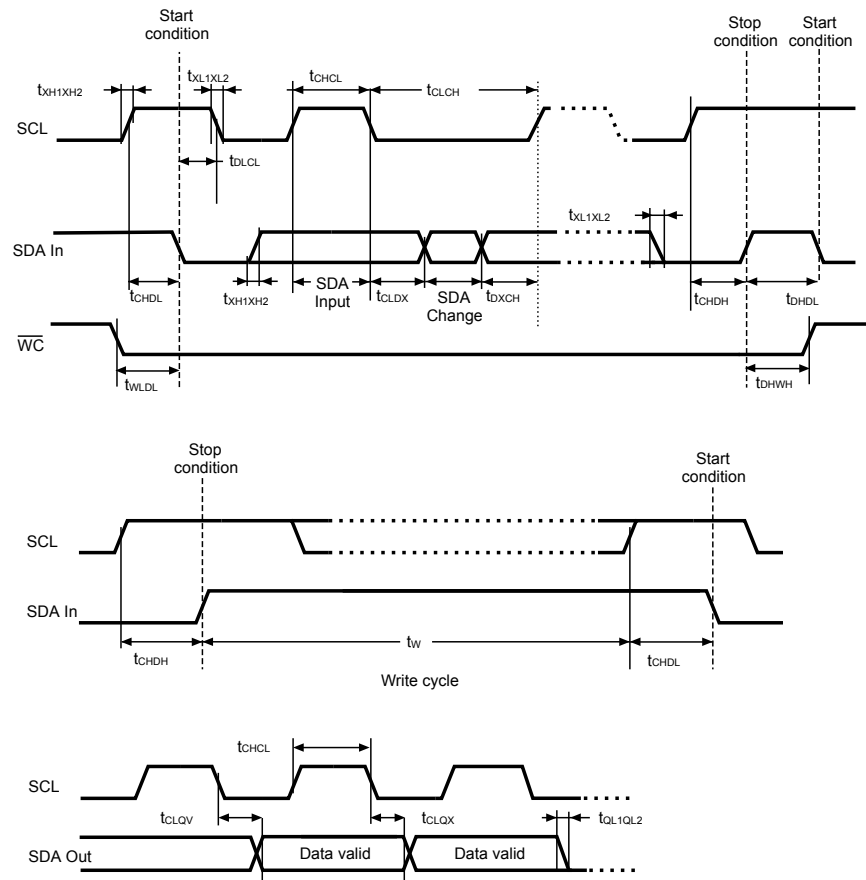 Start
condition
Stop
condition
Start
condition
tXH1XH2
tXL1XL2
tCHCL
tCLCH
SCL
tDLCL
tXL1XL2
SDA In
tCHDL
tXH1XH2
SDA
Input
tCLDX
SDA
Change
tDXCH
tCHDH
tDHDL
WC
tWLDL
tDHWH
Stop
condition
Start
condition
SCL
SDA In
tCHDH
tW
tCHDL
Write cycle
tCHCL
SCL
tCLQV
tCLQX
tQL1QL2
SDA Out
Data valid
Data valid